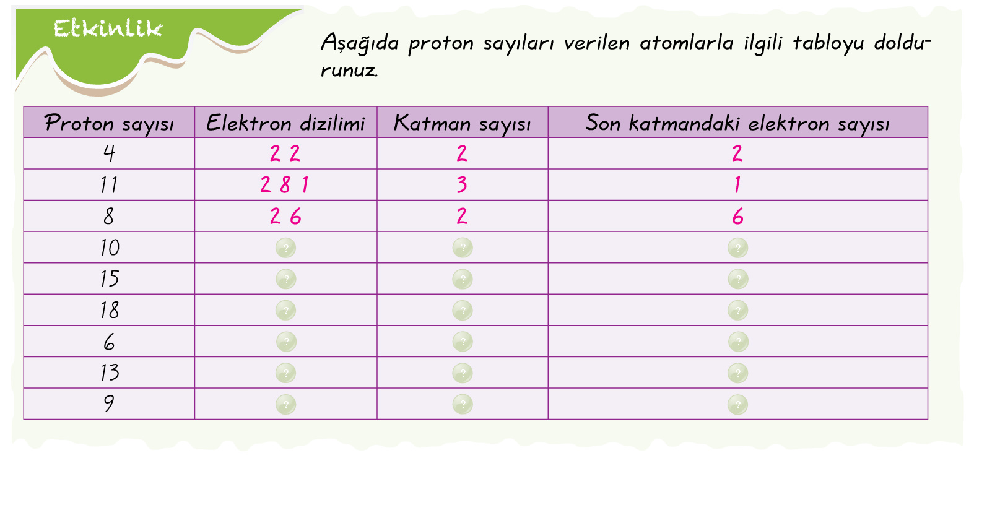 Etkinlik
Aşağıda proton sayıları verilen atomlarla ilgili tabloyu doldu-
runuz.
Proton sayısı Elektron dizilimi Katman sayısı Son katmandaki elektron sayısı
4 2 2 2 2
11 2 8 1 3 1
8 2 6 2 6
10 ? ? ?
15 ? ? ?
18 ? ? ?
6 ? ? ?
13 ? ? ?
9 ? ? ?